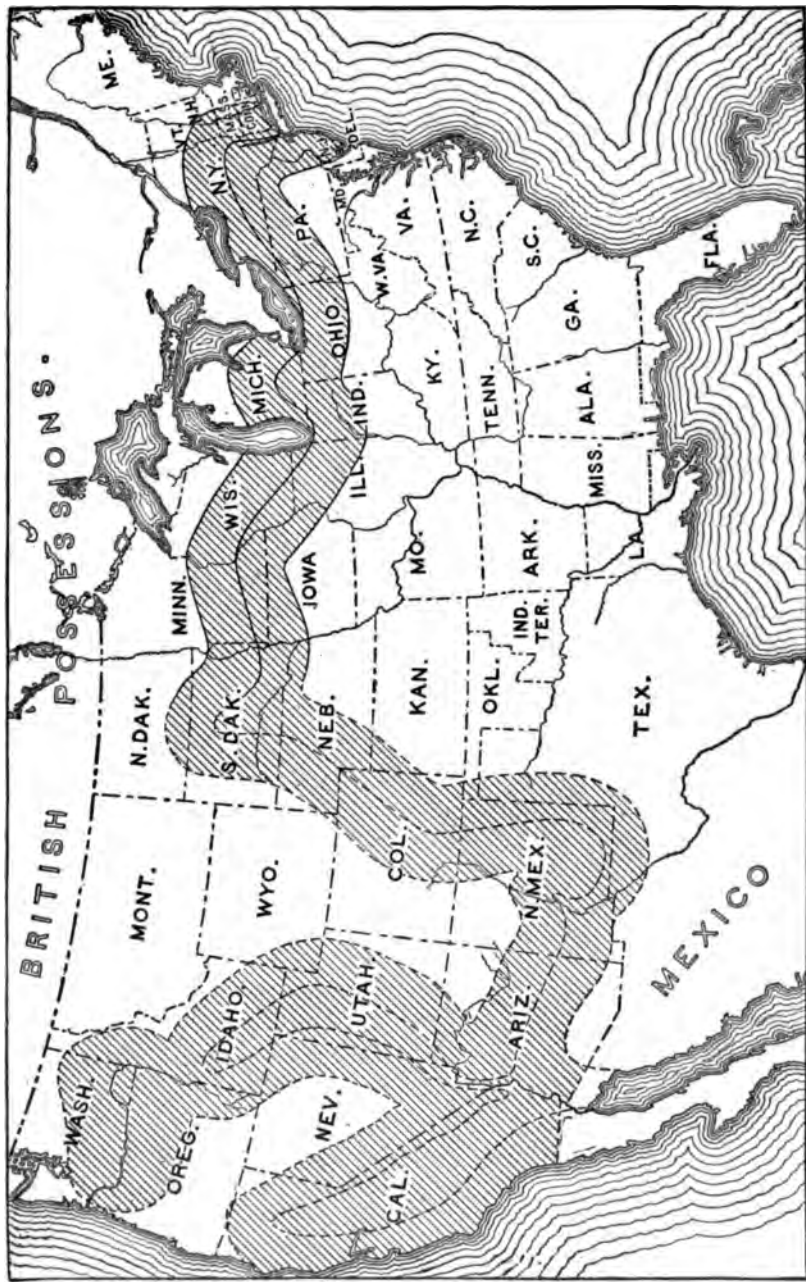 BRITISH POSSESSIONS.
WASH.
OREG.
IDAHO.
MONT.
N.DAK.
MINN.
WIS.
MICH.
N.Y.
VT.
N.H.
ME.
CAL.
NEV.
UTAH.
WYO.
S. DAK.
NEB.
IOWA
ILL.
IND.
OHIO
PA.
N.J.
DEL.
MD.
ARIZ.
N.MEX.
COL.
KAN.
MO.
KY.
W.VA.
VA.
OKL.
IND.
TER.
ARK.
TENN.
N.C.
S.C.
TEX.
LA.
MISS.
ALA.
GA.
FLA.
MEXICO